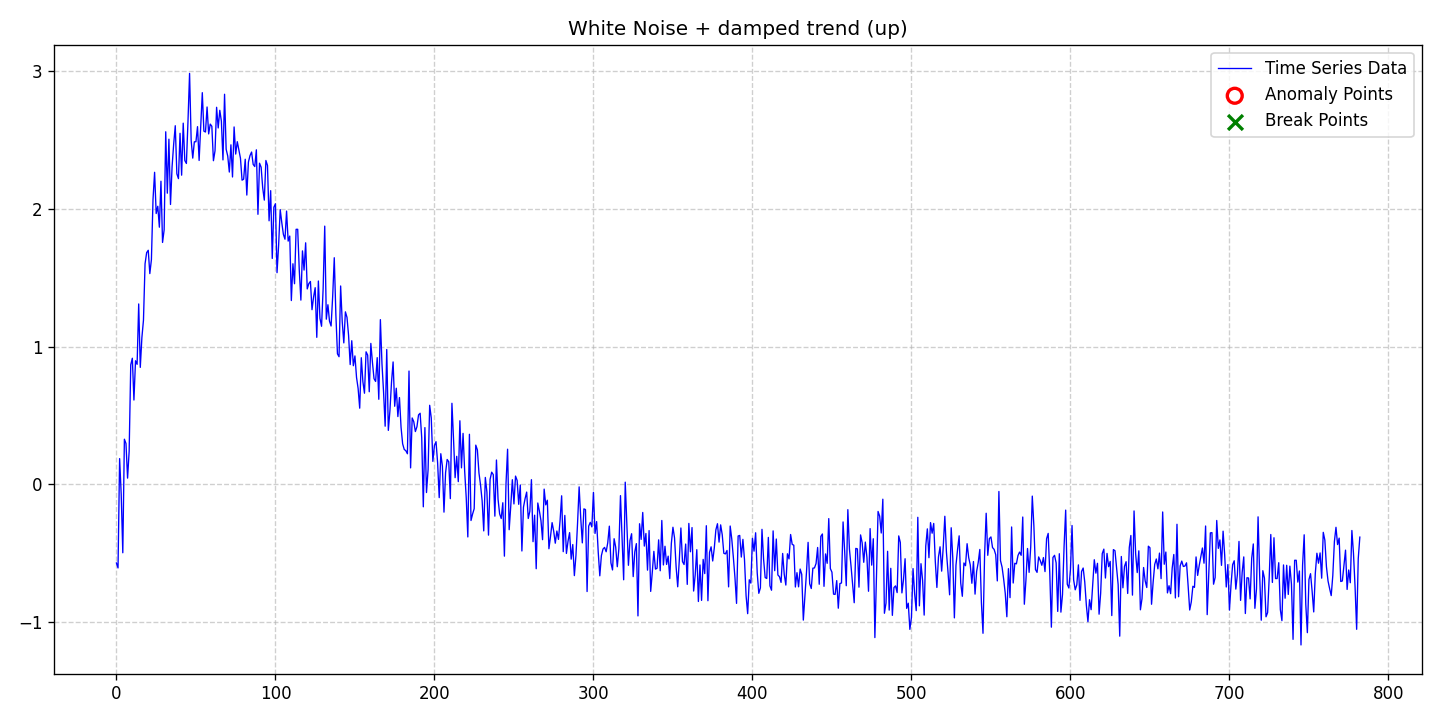 White Noise + damped trend (up)
Time Series Data
Anomaly Points
Break Points
3
2
1
0
−1
0 100 200 300 400 500 600 700 800